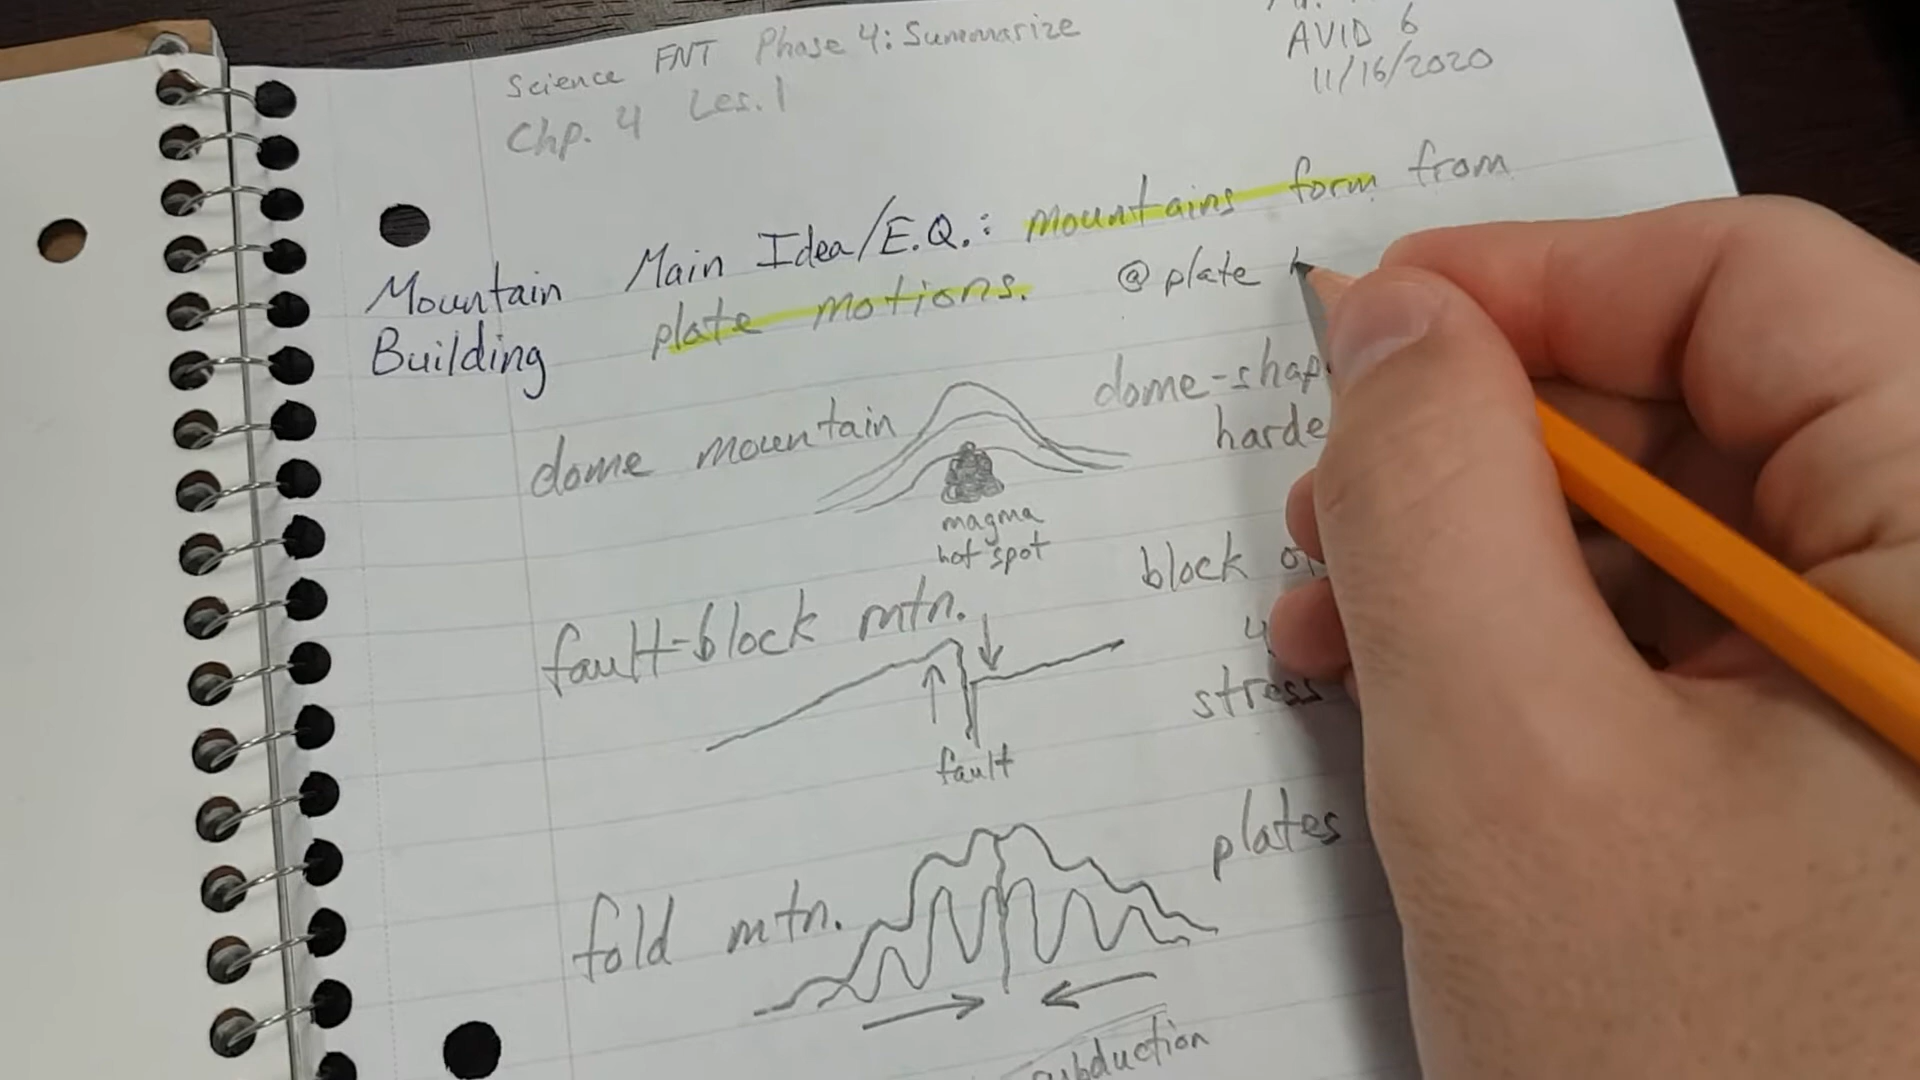 Science FNT Phase 4: Summarize
Chp. 4 Les. 1
AVID 6
11/16/2020
Mountain Building
Main Idea/E.Q.: Mountains form from
plate motions. @ plate
dome mountain
dome-shap
harde
magma
hot spot
fault-block mtn.
block of
stress
fault
fold mtn.
plates
subduction